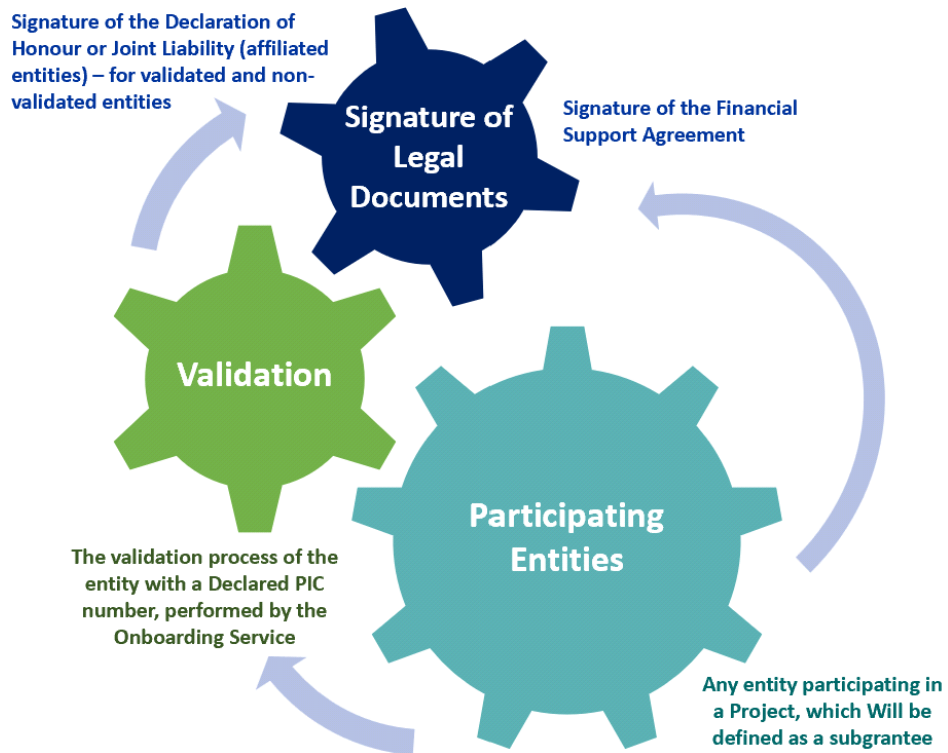 Signature of the Declaration of
Honour or Joint Liability (affiliated
entities) – for validated and non-
validated entities
Signature of
Legal
Documents
Signature of the Financial
Support Agreement
Validation
The validation process of the
entity with a Declared PIC
number, performed by the
Onboarding Service
Participating
Entities
Any entity participating in
a Project, which Will be
defined as a subgrantee